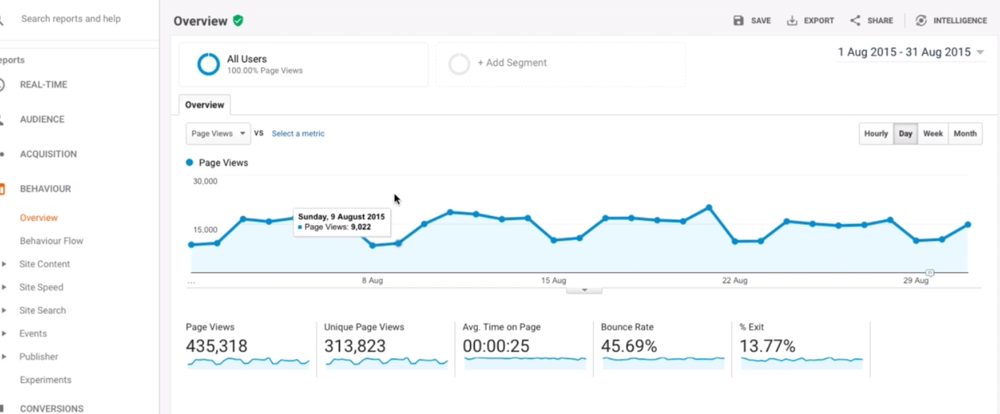 Search reports and help
Overview
SAVE
EXPORT
SHARE
INTELLIGENCE
All Users
100.00% Page Views
+ Add Segment
1 Aug 2015 - 31 Aug 2015
eports
REAL-TIME
AUDIENCE
ACQUISITION
BEHAVIOUR
Overview
Behaviour Flow
Site Content
Site Speed
Site Search
Events
Publisher
Experiments
CONVERSIONS
Overview
Page Views VS Select a metric
Hourly Day Week Month
Page Views
30,000
15,000
Sunday, 9 August 2015
Page Views: 9,022
... 8 Aug 15 Aug 22 Aug 29 Aug
Page Views
435,318
Unique Page Views
313,823
Avg. Time on Page
00:00:25
Bounce Rate
45.69%
% Exit
13.77%